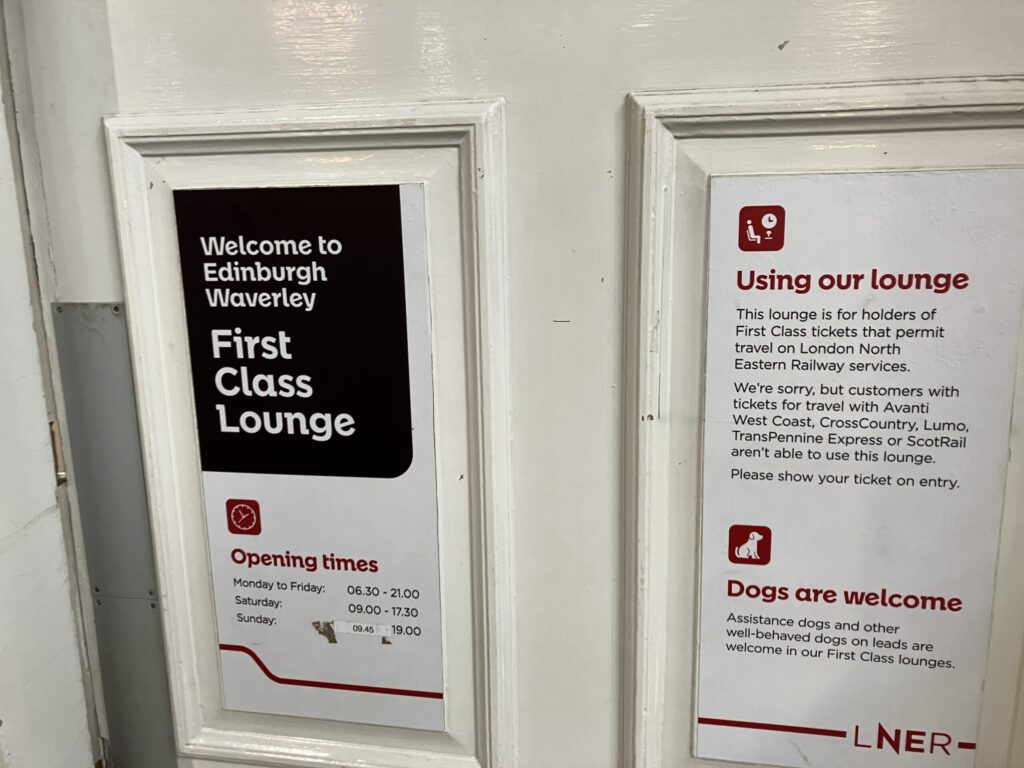 Welcome to
Edinburgh
Waverley
First
Class
Lounge
Opening times
Monday to Friday: 06.30 - 21.00
Saturday: 09.00 - 17.30
Sunday: 09.45 19.00
Using our lounge
This lounge is for holders of
First Class tickets that permit
travel on London North
Eastern Railway services.
We're sorry, but customers with
tickets for travel with Avanti
West Coast, CrossCountry, Lumo,
TransPennine Express or ScotRail
aren't able to use this lounge.
Please show your ticket on entry.
Dogs are welcome
Assistance dogs and other
well-behaved dogs on leads are
welcome in our First Class lounges.
LNER